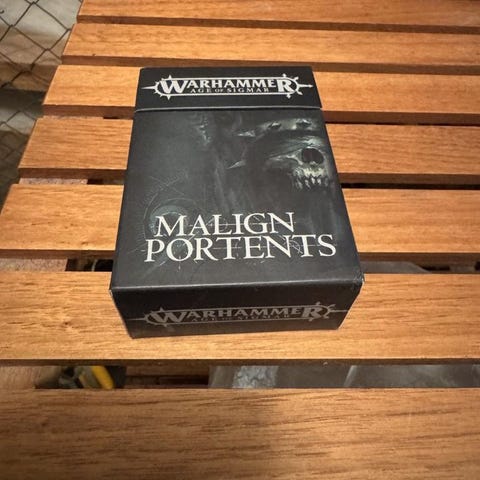 WARHAMMER
AGE OF SIGMAR
MALIGN
PORTENTS
WARHAMMER
AGE OF SIGMAR